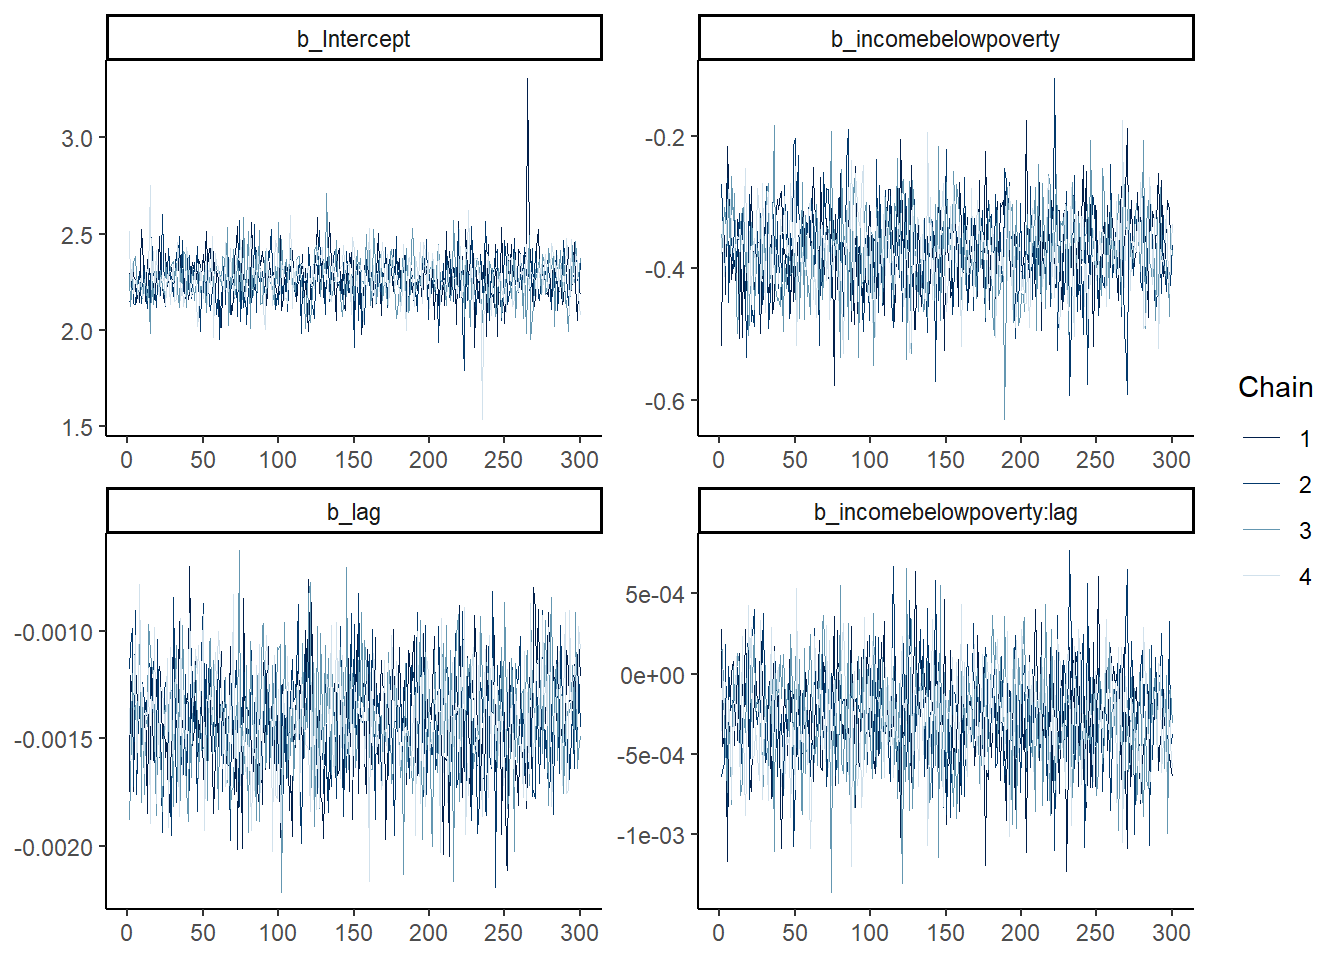 b_Intercept
3.0
2.5
2.0
1.5
0 50 100 150 200 250 300
b_incomebelowpoverty
-0.2
-0.4
-0.6
0 50 100 150 200 250 300
b_lag
-0.0010
-0.0015
-0.0020
0 50 100 150 200 250 300
b_incomebelowpoverty:lag
5e-04
0e+00
-5e-04
-1e-03
0 50 100 150 200 250 300
Chain
1
2
3
4